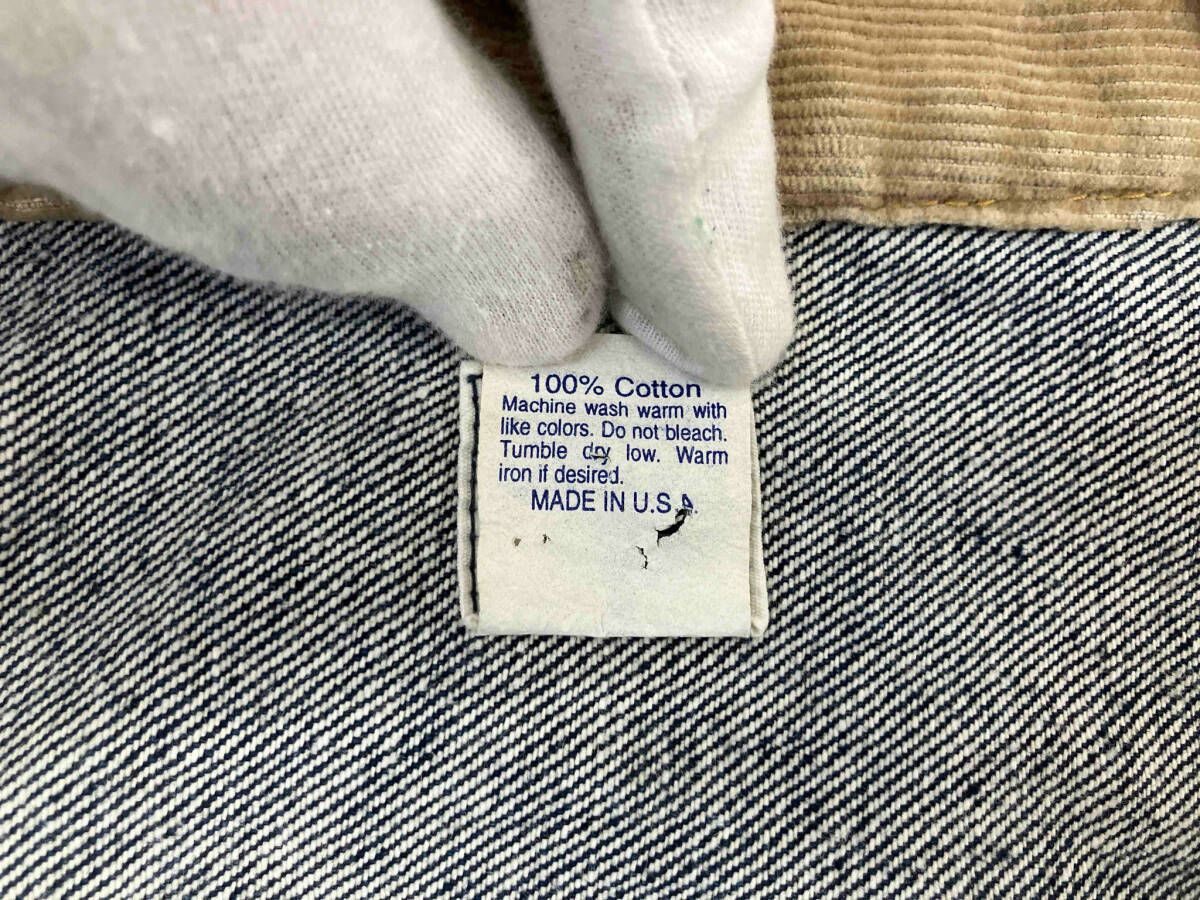 100% Cotton
Machine wash warm with
like colors. Do not bleach.
Tumble dry low. Warm
iron if desired.
MADE IN U.S.A.